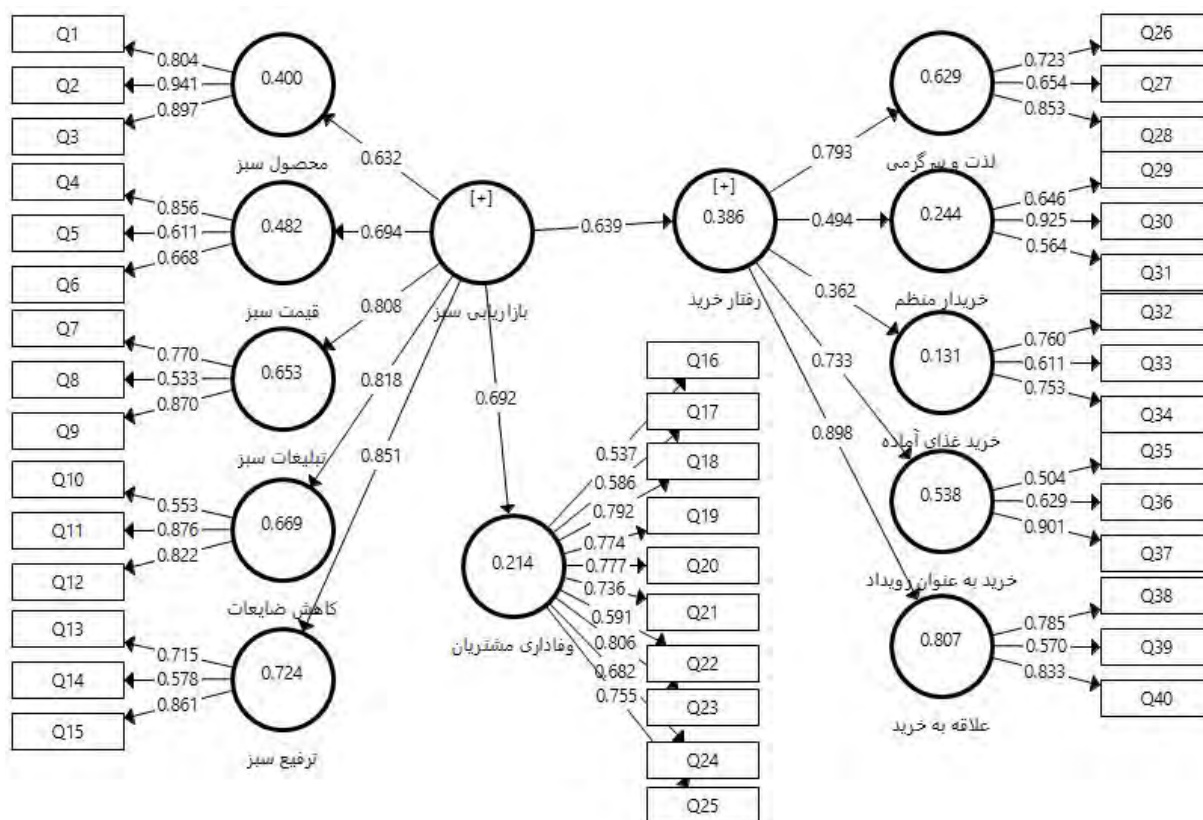 Q1
Q2
Q3
0.804
0.941
0.897
0.400
محصول سبز
Q4
Q5
Q6
0.856
0.611
0.668
0.482
قیمت سبز
Q7
Q8
Q9
0.770
0.533
0.870
0.653
تبلیغات سبز
Q10
Q11
Q12
0.553
0.876
0.822
0.669
کاهش ضایعات
Q13
Q14
Q15
0.715
0.578
0.861
0.724
ترفیع سبز
0.632
0.694
0.808
0.818
0.851
[+]
بازاریابی سبز
0.639
0.692
0.214
وفاداری مشتریان
0.537
0.586
0.792
0.774
0.777
0.736
0.591
0.806
0.682
0.755
Q16
Q17
Q18
Q19
Q20
Q21
Q22
Q23
Q24
Q25
[+]
0.386
رفتار خرید
0.793
0.494
0.362
0.733
0.898
0.629
لذت و سرگرمی
0.723
0.654
0.853
Q26
Q27
Q28
0.244
خریدار منظم
0.646
0.925
0.564
Q29
Q30
Q31
0.131
خرید غذای آماده
0.760
0.611
0.753
Q32
Q33
Q34
0.538
خرید به عنوان رویداد
0.504
0.629
0.901
Q35
Q36
Q37
0.807
علاقه به خرید
0.785
0.570
0.833
Q38
Q39
Q40